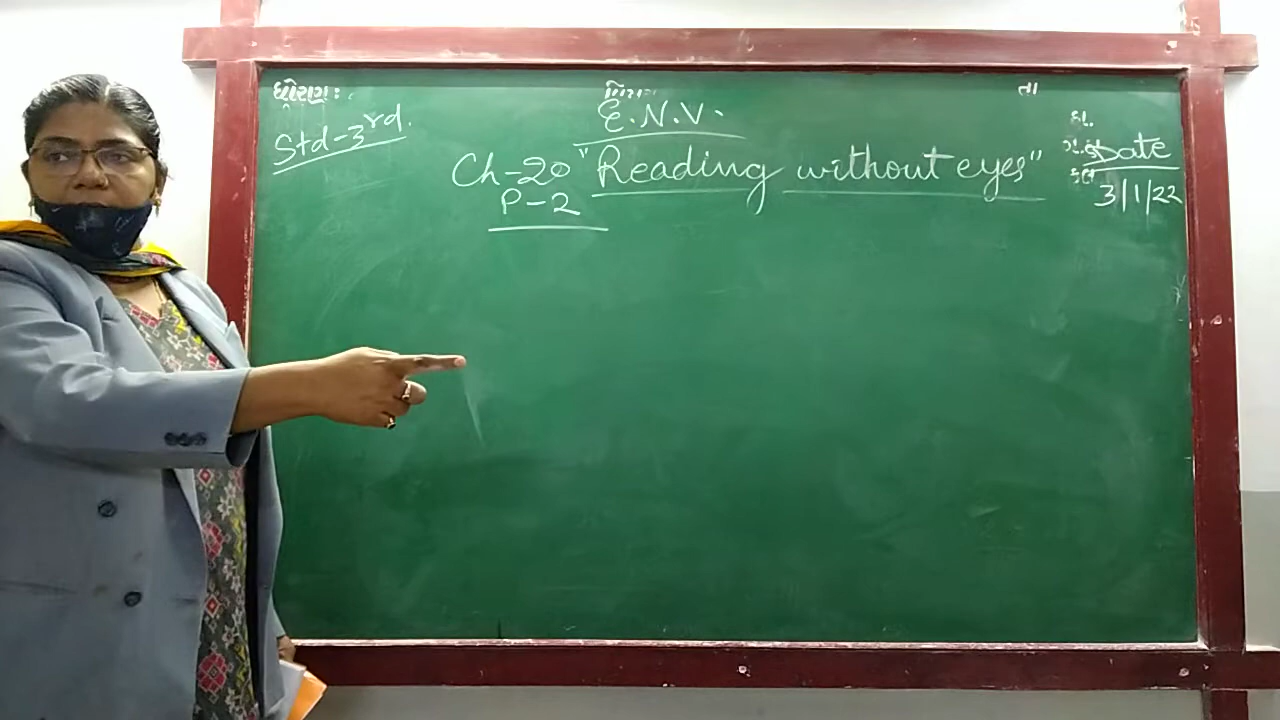 ધોરણ :
તા
Std-3rd.
E.N.V.
Ch-20 "Reading without eyes"
P-2
Date
3/1/22